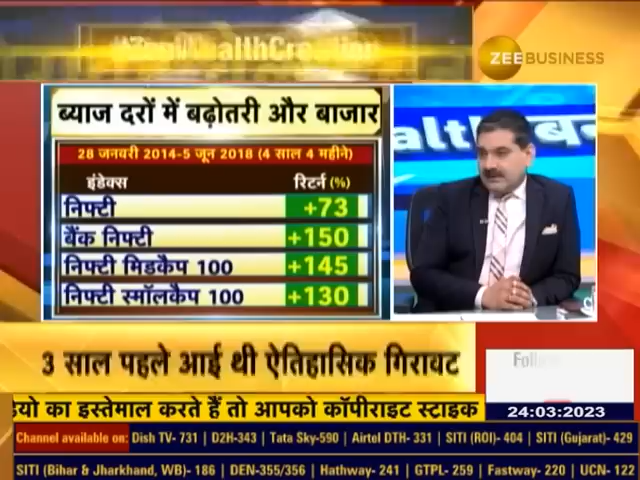 #ZeeWealthCreation
ZEE BUSINESS
ब्याज दरों में बढ़ोतरी और बाजार
28 जनवरी 2014-5 जून 2018 (4 साल 4 महीने)
इंडेक्स रिटर्न (%)
निफ्टी +73
बैंक निफ्टी +150
निफ्टी मिडकैप 100 +145
निफ्टी स्मॉलकैप 100 +130
3 साल पहले आई थी ऐतिहासिक गिरावट
का इस्तेमाल करते हैं तो आपको कॉपीराइट स्टाइक
24:03:2023
Channel available on: Dish TV- 731 | D2H-343 | Tata Sky-590 | Airtel DTH- 331 | SITI (ROI)- 404 | SITI (Gujarat)- 429
SITI (Bihar & Jharkhand, WB)- 186 | DEN-355/356 | Hathway- 241 | GTPL- 259 | Fastway- 220 | UCN- 122